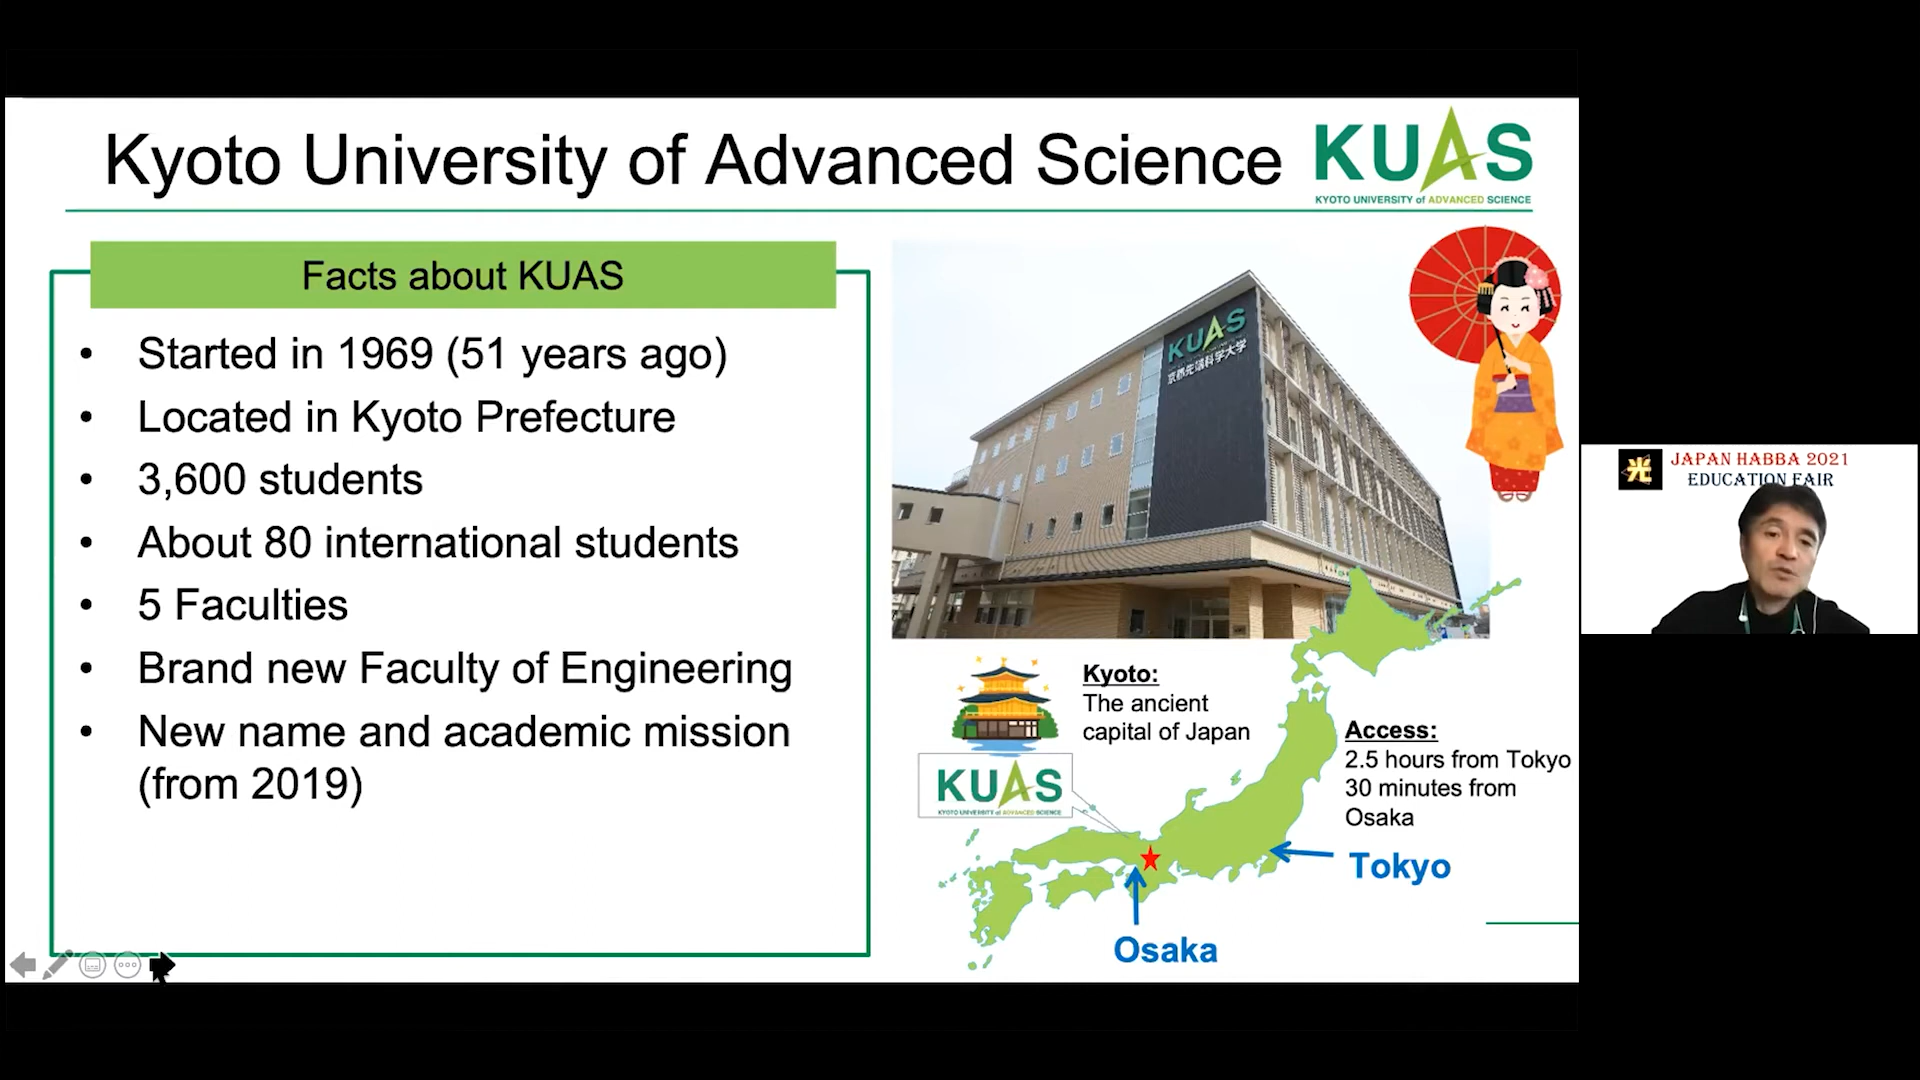 Kyoto University of Advanced Science
KUAS
KYOTO UNIVERSITY of ADVANCED SCIENCE
Facts about KUAS
• Started in 1969 (51 years ago)
• Located in Kyoto Prefecture
• 3,600 students
• About 80 international students
• 5 Faculties
• Brand new Faculty of Engineering
• New name and academic mission
(from 2019)
KUAS
京都先端科学大学
Kyoto:
The ancient
capital of Japan
KUAS
KYOTO UNIVERSITY of ADVANCED SCIENCE
Access:
2.5 hours from Tokyo
30 minutes from
Osaka
Tokyo
Osaka
光
JAPAN HABBA 2021
EDUCATION FAIR